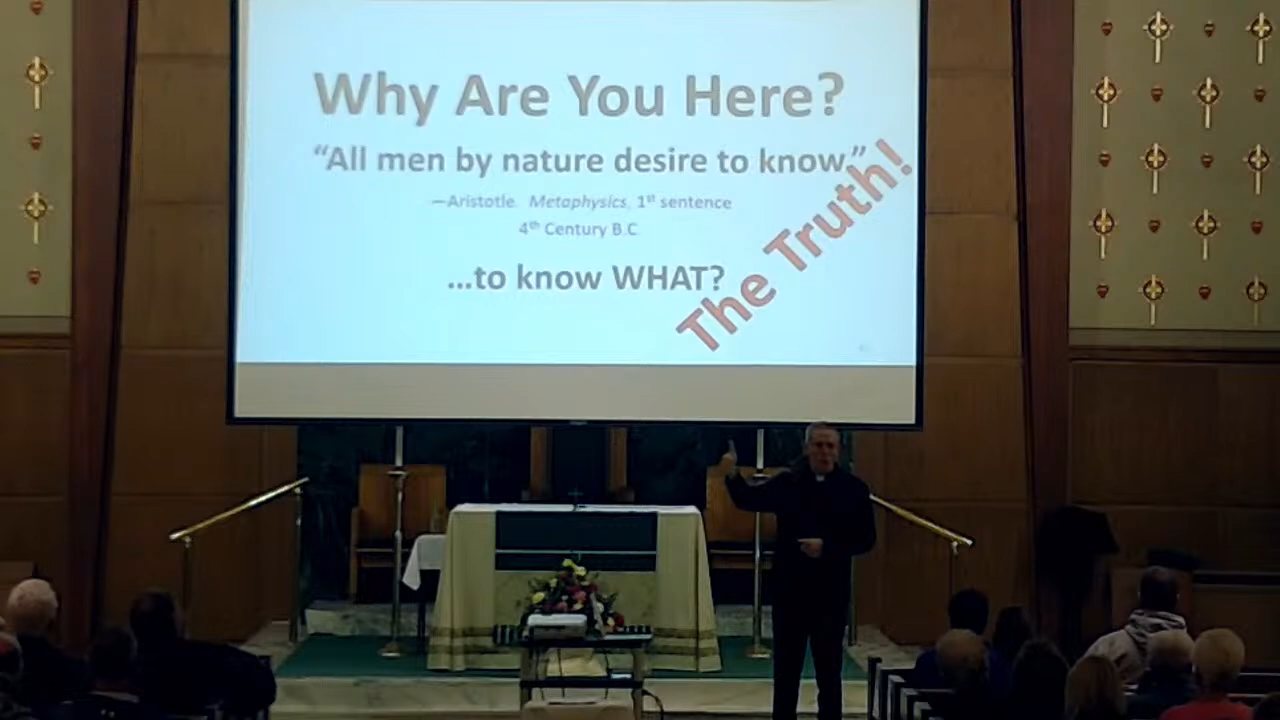 Why Are You Here?
“All men by nature desire to know.”
—Aristotle. Metaphysics, 1st sentence
4th Century B.C.
...to know WHAT?
The Truth!